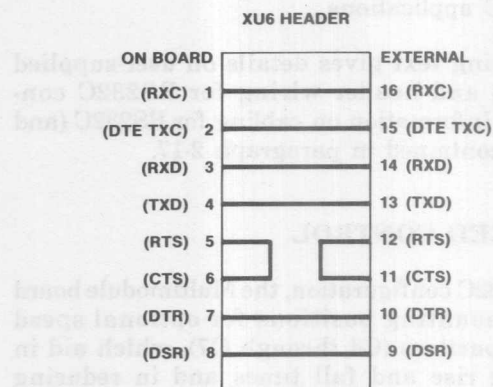 XU6 HEADER
ON BOARD EXTERNAL
(RXC) 1 16 (RXC)
(DTE TXC) 2 15 (DTE TXC)
(RXD) 3 14 (RXD)
(TXD) 4 13 (TXD)
(RTS) 5 12 (RTS)
(CTS) 6 11 (CTS)
(DTR) 7 10 (DTR)
(DSR) 8 9 (DSR)